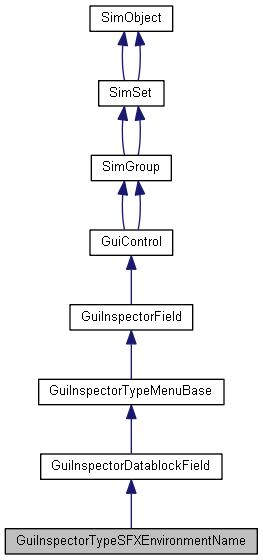 SimObject
SimSet
SimGroup
GuiControl
GuiInspectorField
GuiInspectorTypeMenuBase
GuiInspectorDatablockField
GuiInspectorTypeSFXEnvironmentName